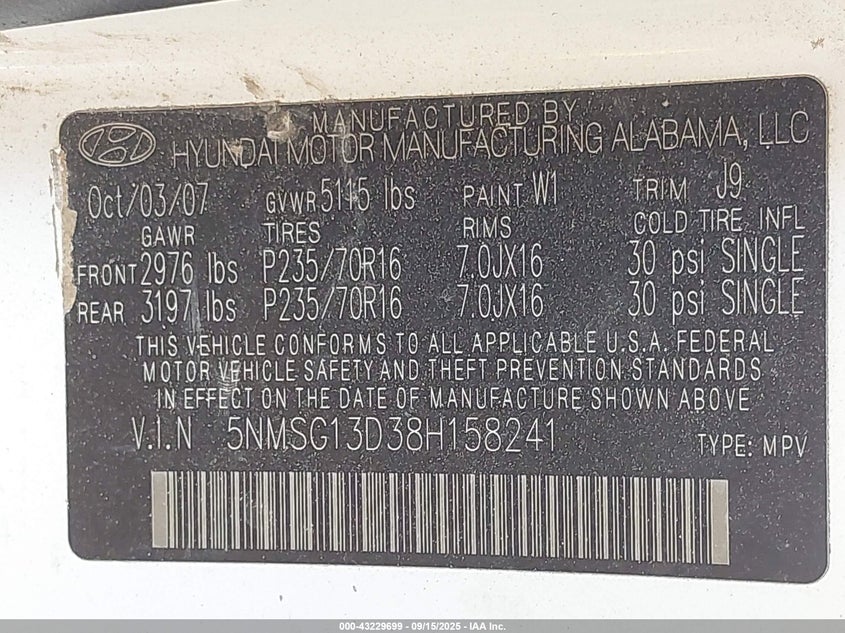 MANUFACTURED BY
HYUNDAI MOTOR MANUFACTURING ALABAMA, LLC
Oct/03/07 GVWR 5115 lbs PAINT W1 TRIM J9
GAWR TIRES RIMS COLD TIRE INFL
FRONT 2976 lbs P235/70R16 7.0JX16 30 psi SINGLE
REAR 3197 lbs P235/70R16 7.0JX16 30 psi SINGLE
THIS VEHICLE CONFORMS TO ALL APPLICABLE U.S.A. FEDERAL
MOTOR VEHICLE SAFETY AND THEFT PREVENTION STANDARDS
IN EFFECT ON THE DATE OF MANUFACTURE SHOWN ABOVE
V.I.N 5NMSG13D38H158241 TYPE: MPV
000-43229699 - 09/15/2025 - IAA Inc.